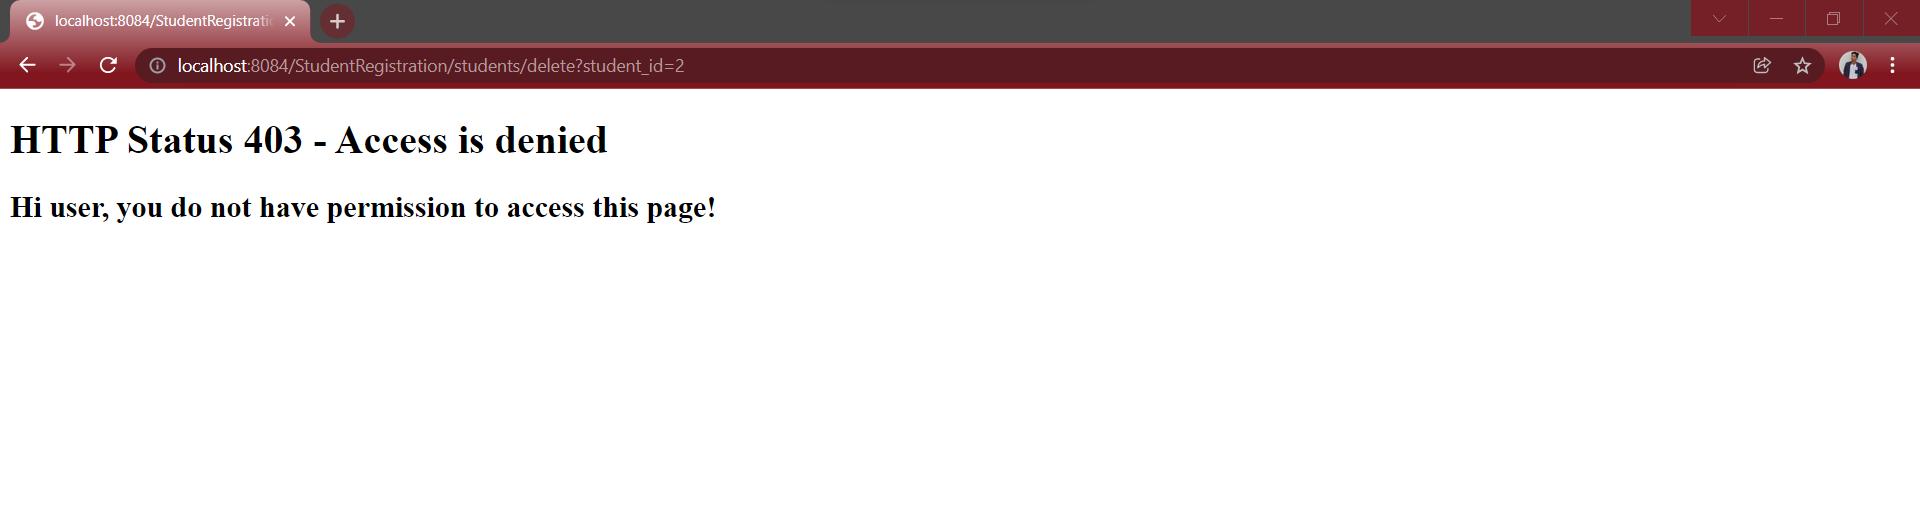 localhost:8084/StudentRegistratio
localhost:8084/StudentRegistration/students/delete?student_id=2
HTTP Status 403 - Access is denied
Hi user, you do not have permission to access this page!